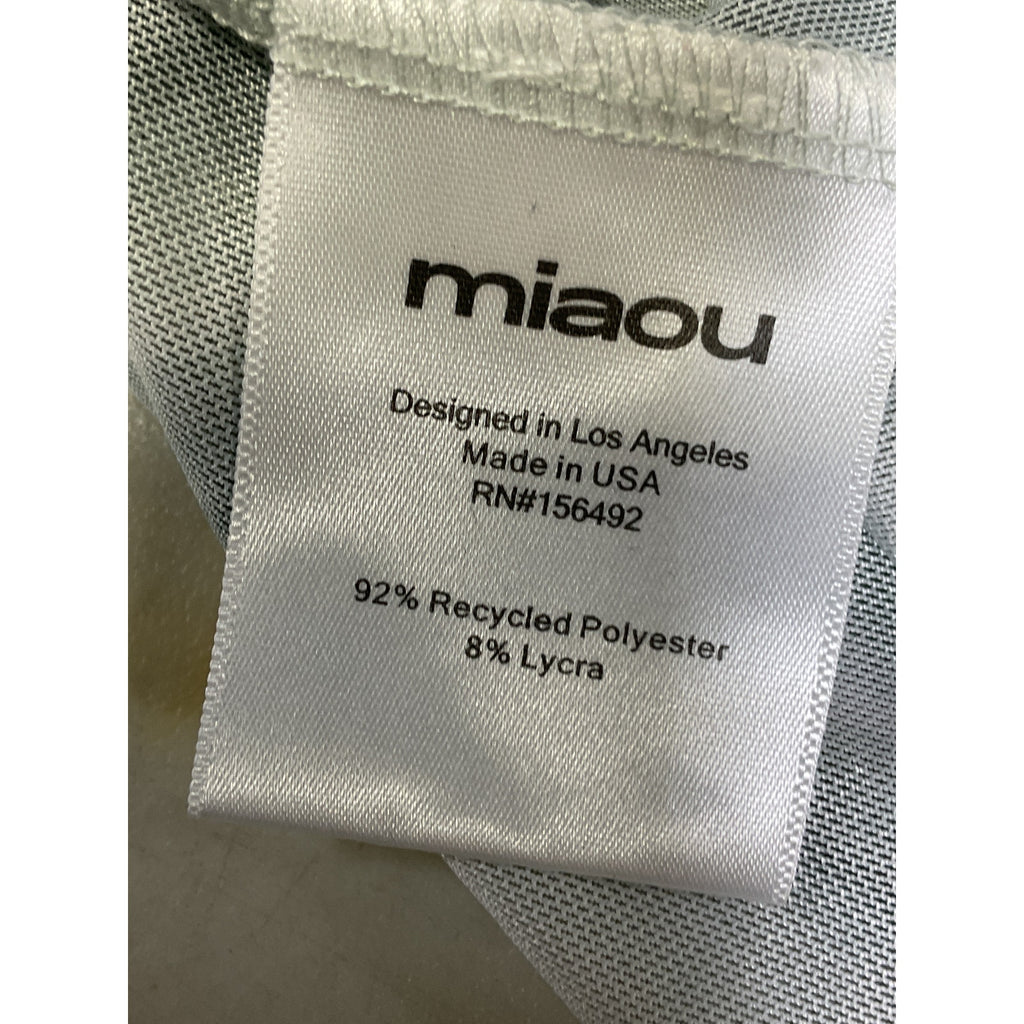 miaou
Designed in Los Angeles
Made in USA
RN#156492
92% Recycled Polyester
8% Lycra